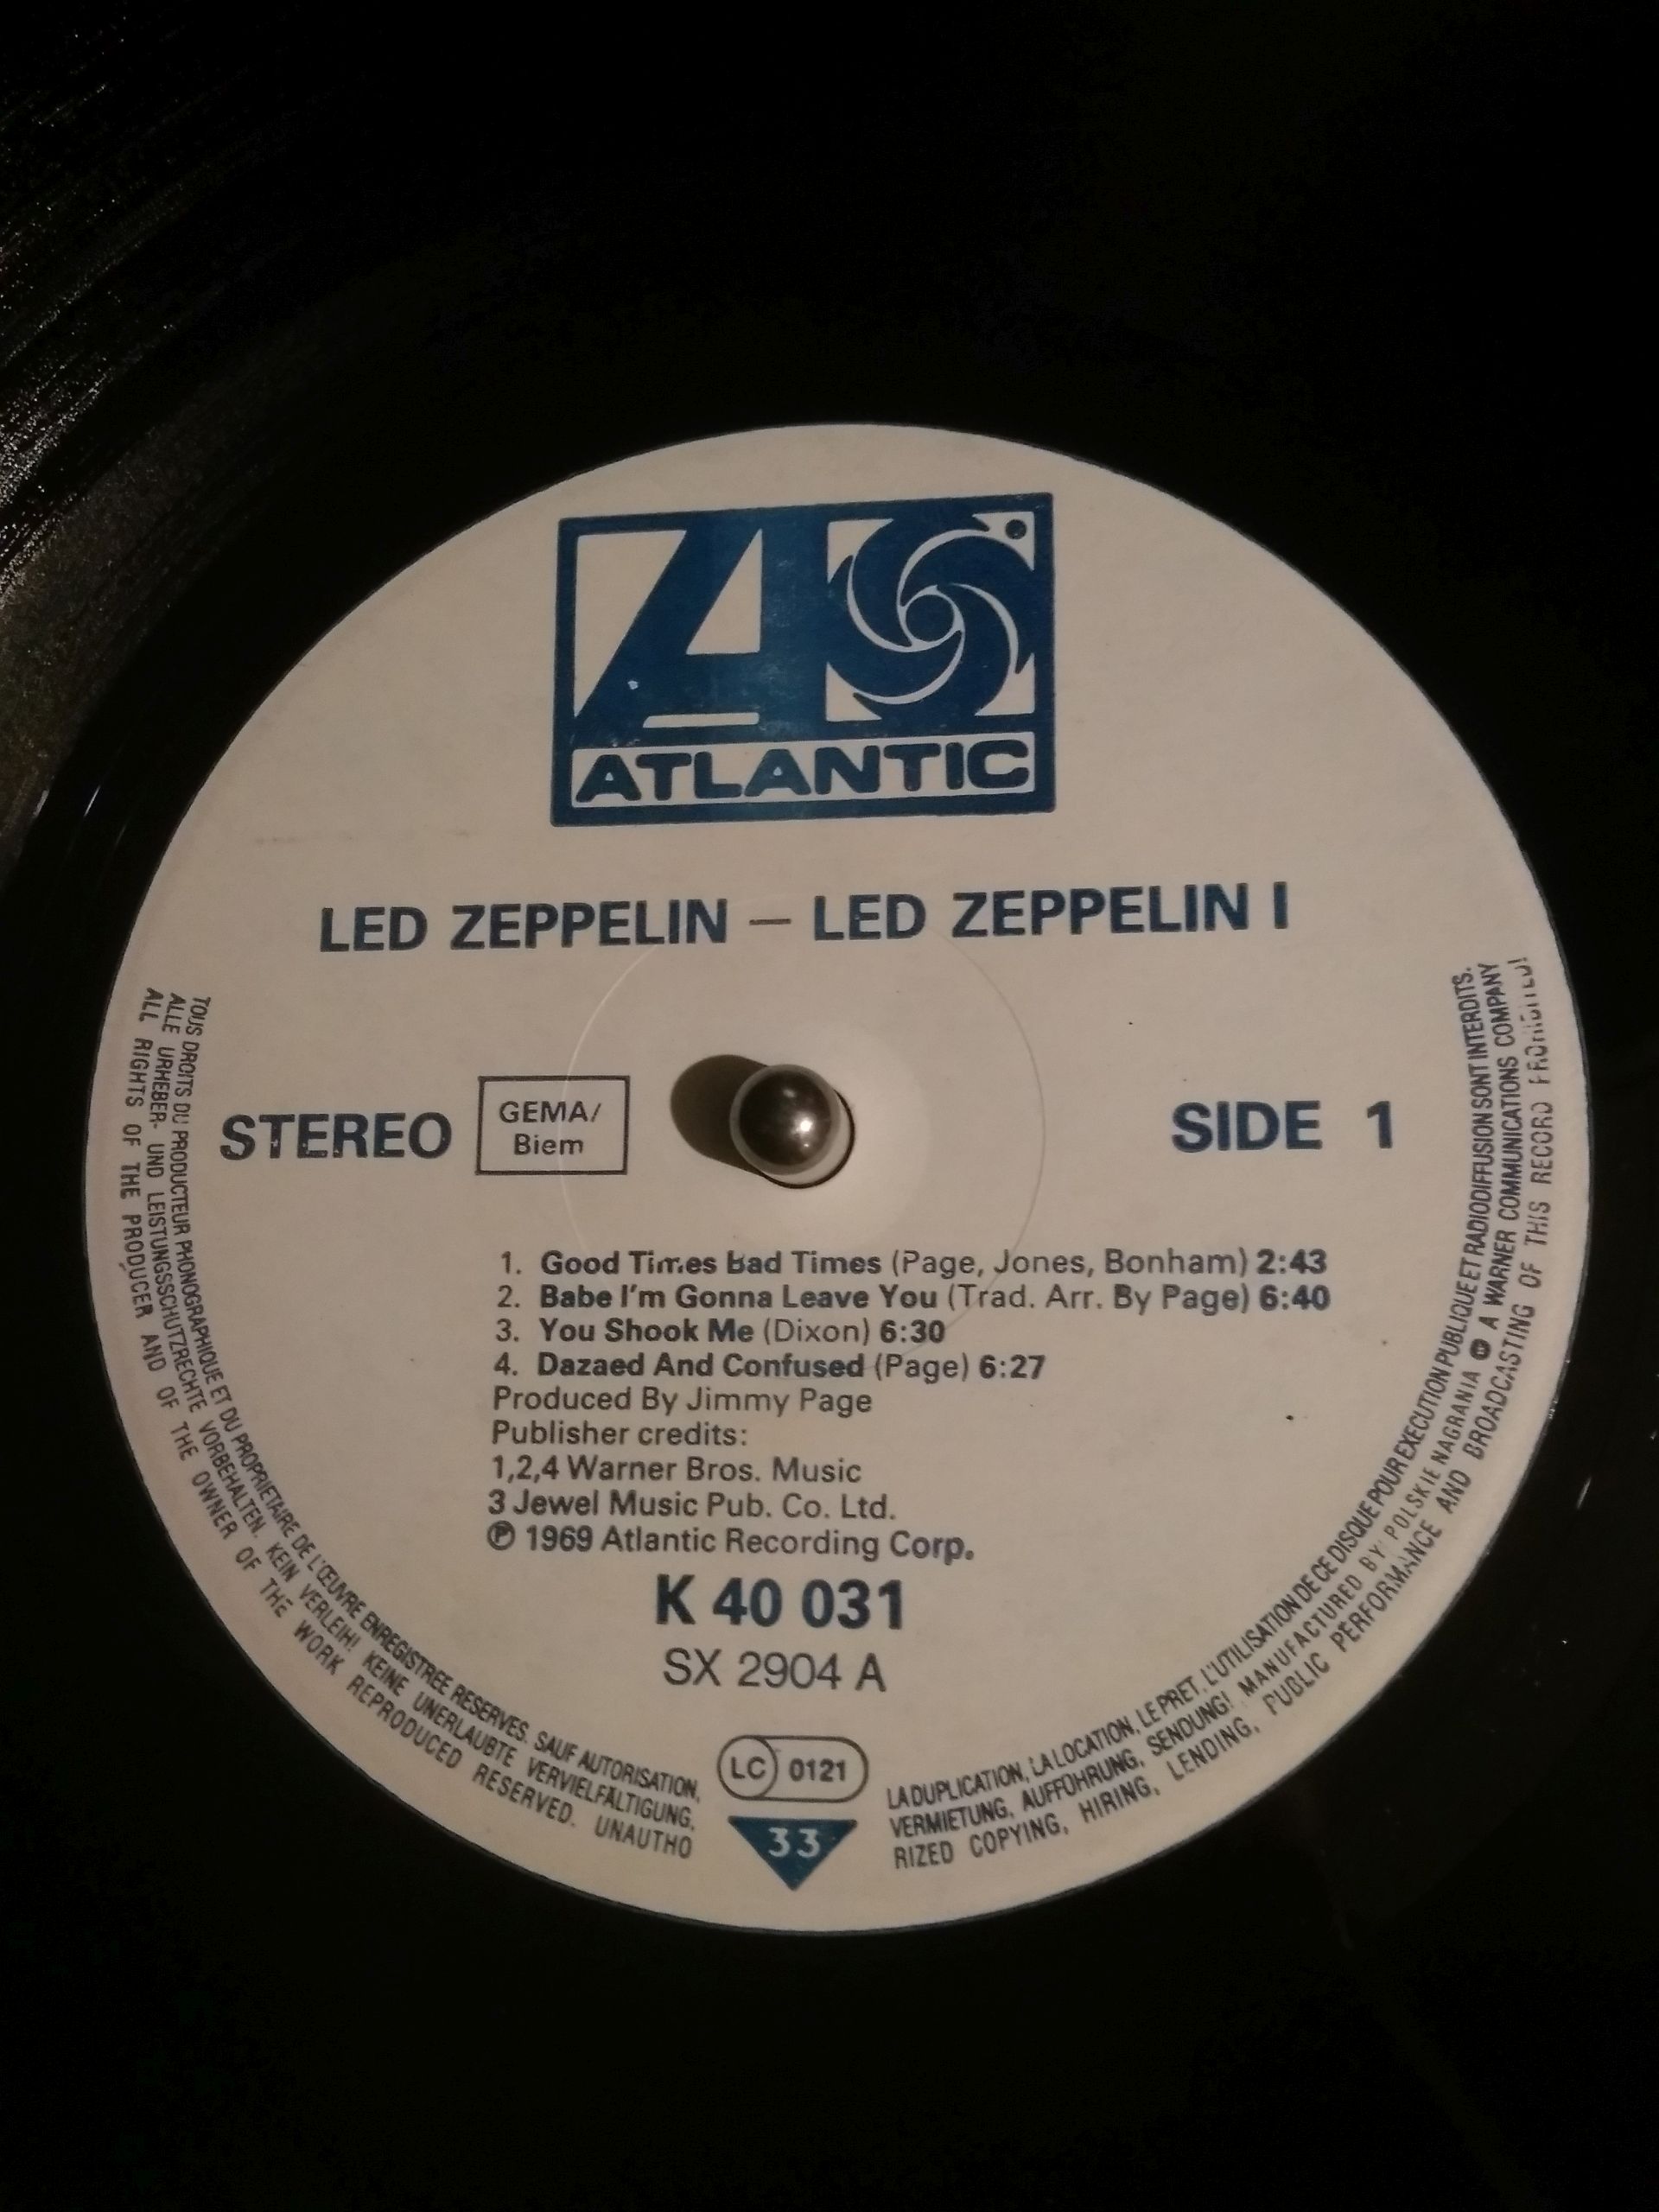 ATLANTIC
LED ZEPPELIN — LED ZEPPELIN I
STEREO
GEMA/
Biem
SIDE 1
1. Good Times Bad Times (Page, Jones, Bonham) 2:43
2. Babe I'm Gonna Leave You (Trad. Arr. By Page) 6:40
3. You Shook Me (Dixon) 6:30
4. Dazaed And Confused (Page) 6:27
Produced By Jimmy Page
Publisher credits:
1,2,4 Warner Bros. Music
3 Jewel Music Pub. Co. Ltd.
℗ 1969 Atlantic Recording Corp.
K 40 031
SX 2904 A
LC 0121
33
TOUS DROITS DU PRODUCTEUR PHONOGRAPHIQUE ET DU PROPRIETAIRE DE L'ŒUVRE ENREGISTREE RESERVES. SAUF AUTORISATION, LA DUPLICATION, LA LOCATION, LE PRET, L'UTILISATION DE CE DISQUE POUR EXECUTION PUBLIQUE ET RADIODIFFUSION SONT INTERDITS.
ALLE URHEBER- UND LEISTUNGSSCHUTZRECHTE VORBEHALTEN. KEIN VERLEIH! KEINE UNERLAUBTE VERVIELFÄLTIGUNG, VERMIETUNG, AUFFOHRUNG, SENDUNG! MANUFACTURED BY: POLSKIE NAGRANIA A WARNER COMMUNICATIONS COMPANY
ALL RIGHTS OF THE PRODUCER AND OF THE OWNER OF THE WORK REPRODUCED RESERVED. UNAUTHORIZED COPYING, HIRING, LENDING, PUBLIC PERFORMANCE AND BROADCASTING OF THIS RECORD PROHIBITED!